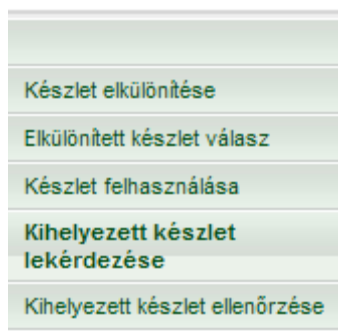 Készlet elkülönítése
Elkülönített készlet válasz
Készlet felhasználása
Kihelyezett készlet
lekérdezése
Kihelyezett készlet ellenőrzése